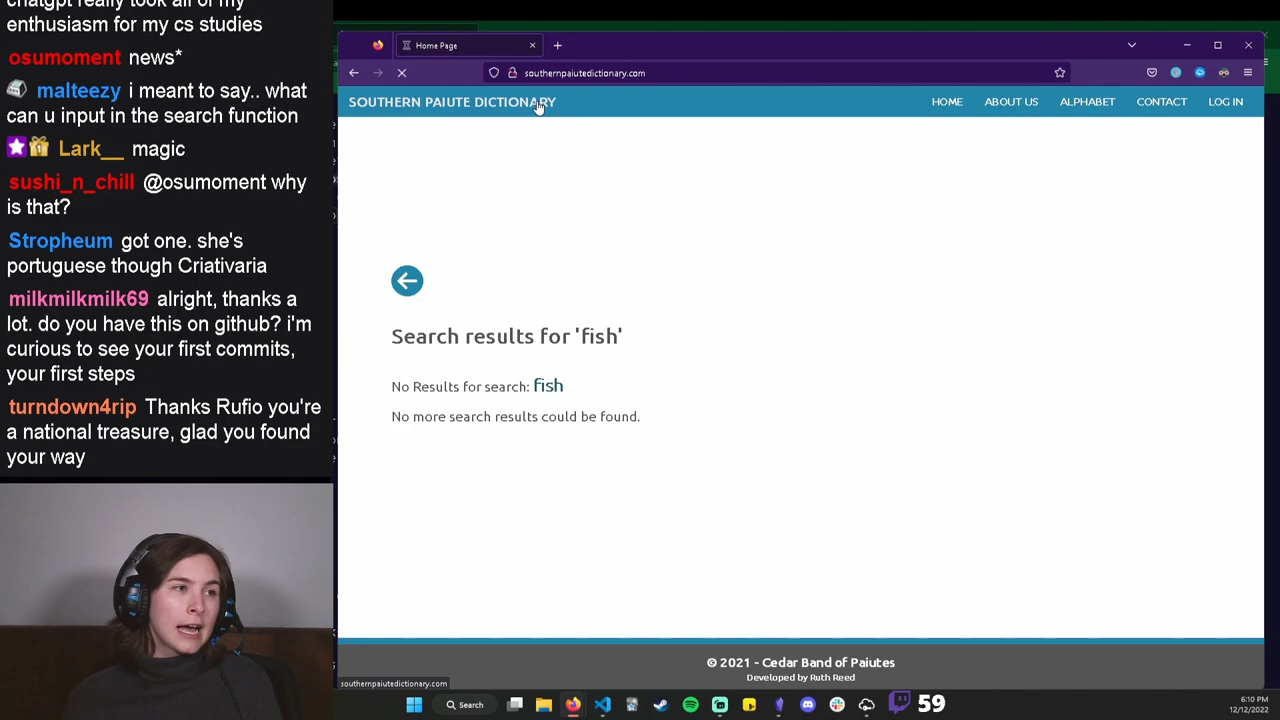 chatgpt really took all of my
enthusiasm for my cs studies
osumoment news*
malteezy i meant to say.. what
can u input in the search function
Lark__ magic
sushi_n_chill @osumoment why
is that?
Stropheum got one. she's
portuguese though Criativaria
milkmilkmilk69 alright, thanks a
lot. do you have this on github? i'm
curious to see your first commits,
your first steps
turndown4rip Thanks Rufio you're
a national treasure, glad you found
your way
Home Page
southernpaiutedictionary.com
SOUTHERN PAIUTE DICTIONARY HOME ABOUT US ALPHABET CONTACT LOG IN
Search results for 'fish'
No Results for search: fish
No more search results could be found.
© 2021 - Cedar Band of Paiutes
Developed by Ruth Reed
southernpaiutedictionary.com
Search
59
6:10 PM
12/12/2022